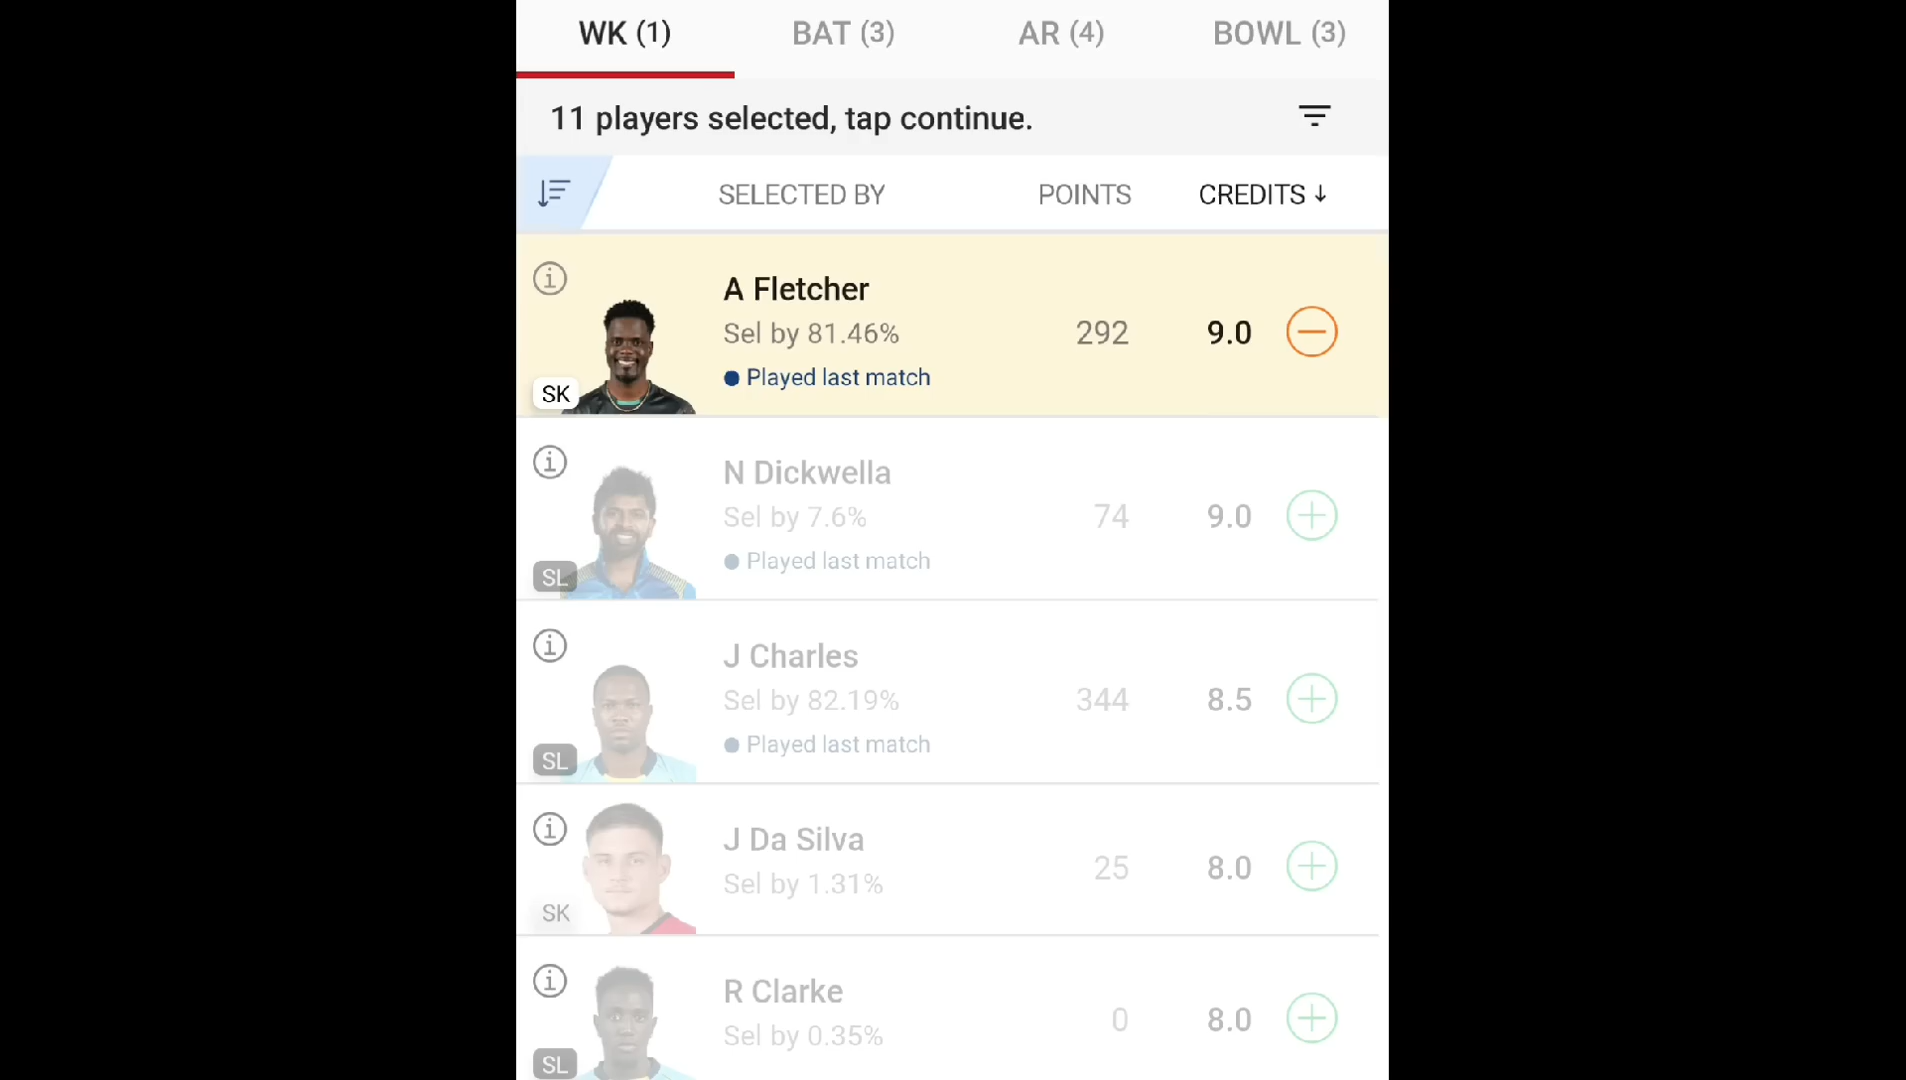 WK (1) BAT (3) AR (4) BOWL (3)
11 players selected, tap continue.
SELECTED BY POINTS CREDITS ↓
A Fletcher
Sel by 81.46% 292 9.0
Played last match
SK
N Dickwella
Sel by 7.6% 74 9.0
Played last match
SL
J Charles
Sel by 82.19% 344 8.5
Played last match
SL
J Da Silva
Sel by 1.31% 25 8.0
SK
R Clarke
Sel by 0.35% 0 8.0
SL